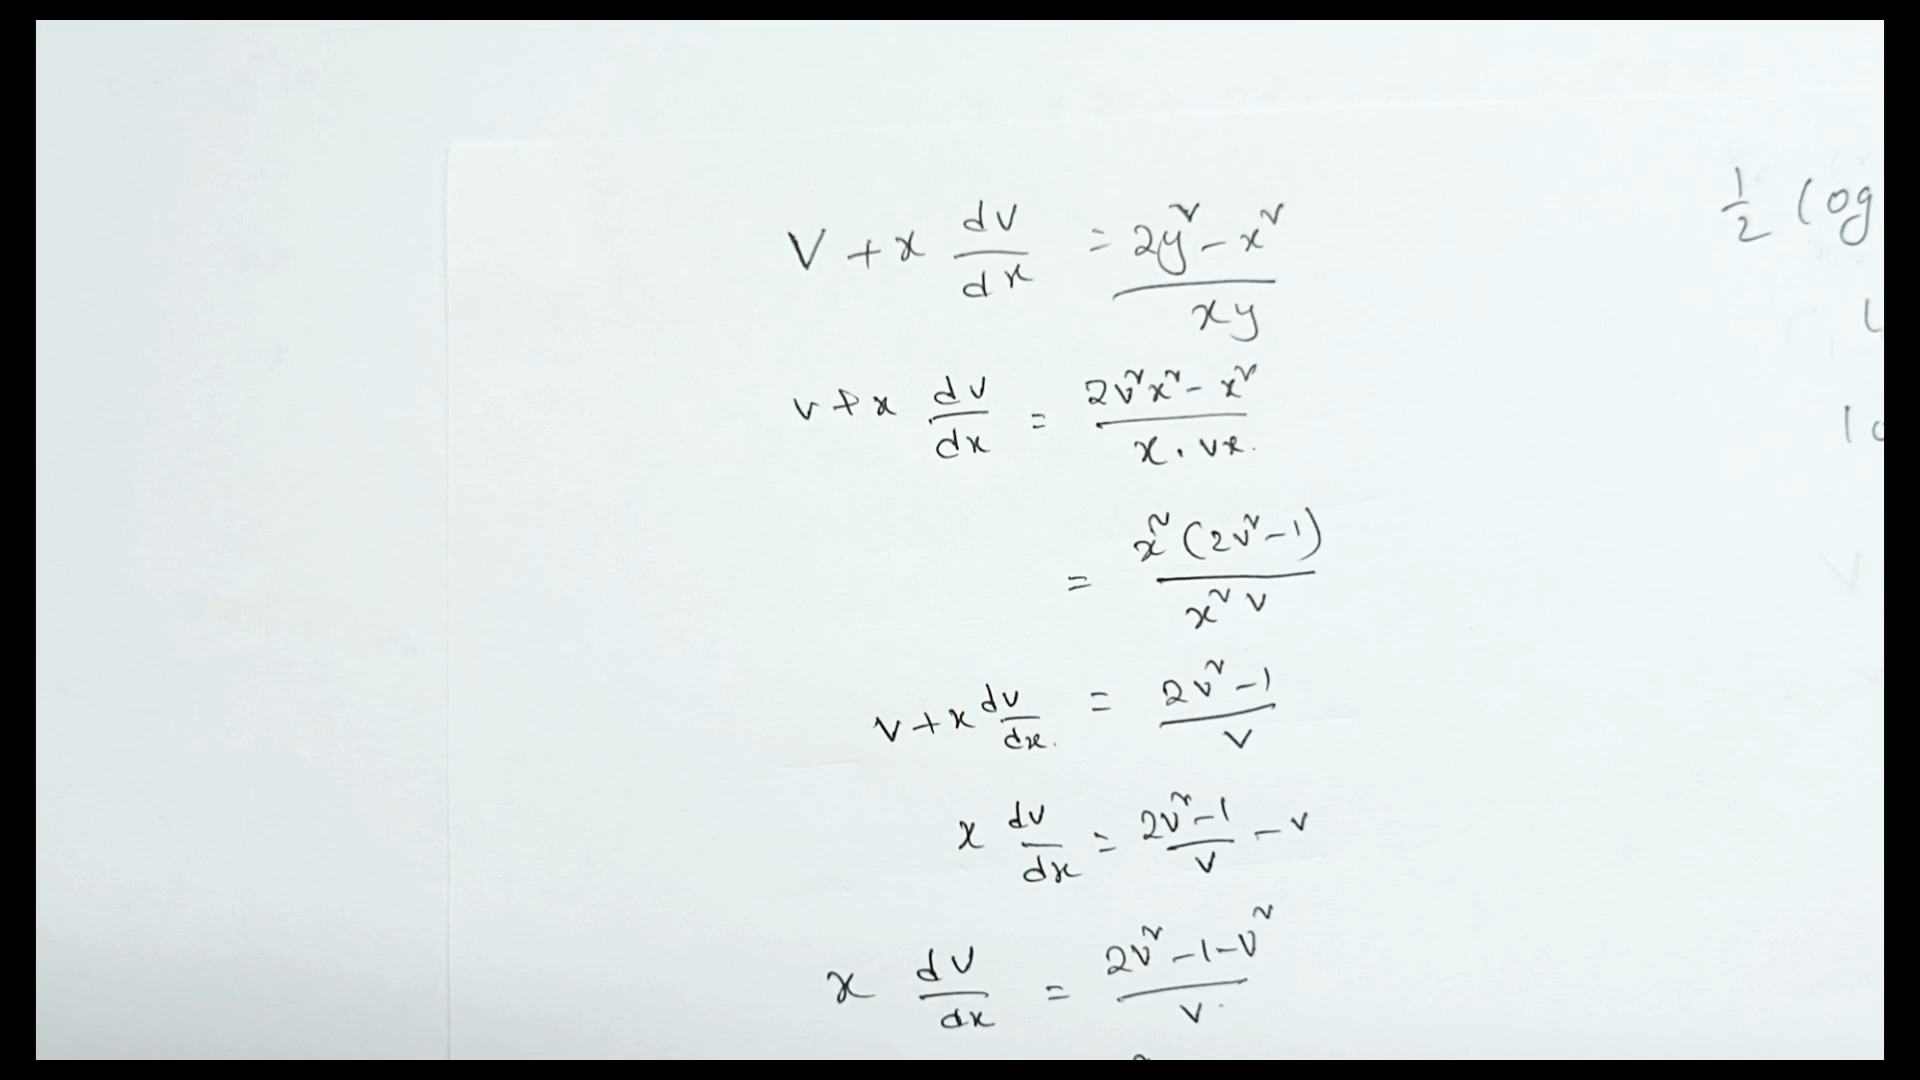 V + x dv/dx = (2y² - x²)/(xy)
v + x dv/dx = (2v²x² - x²)/(x . vx.)
= x²(2v² - 1)/(x² v)
v + x dv/dx. = (2v² - 1)/v
x dv/dx = (2v² - 1)/v - v
x dv/dx = (2v² - 1 - v²)/v.
1/2 log